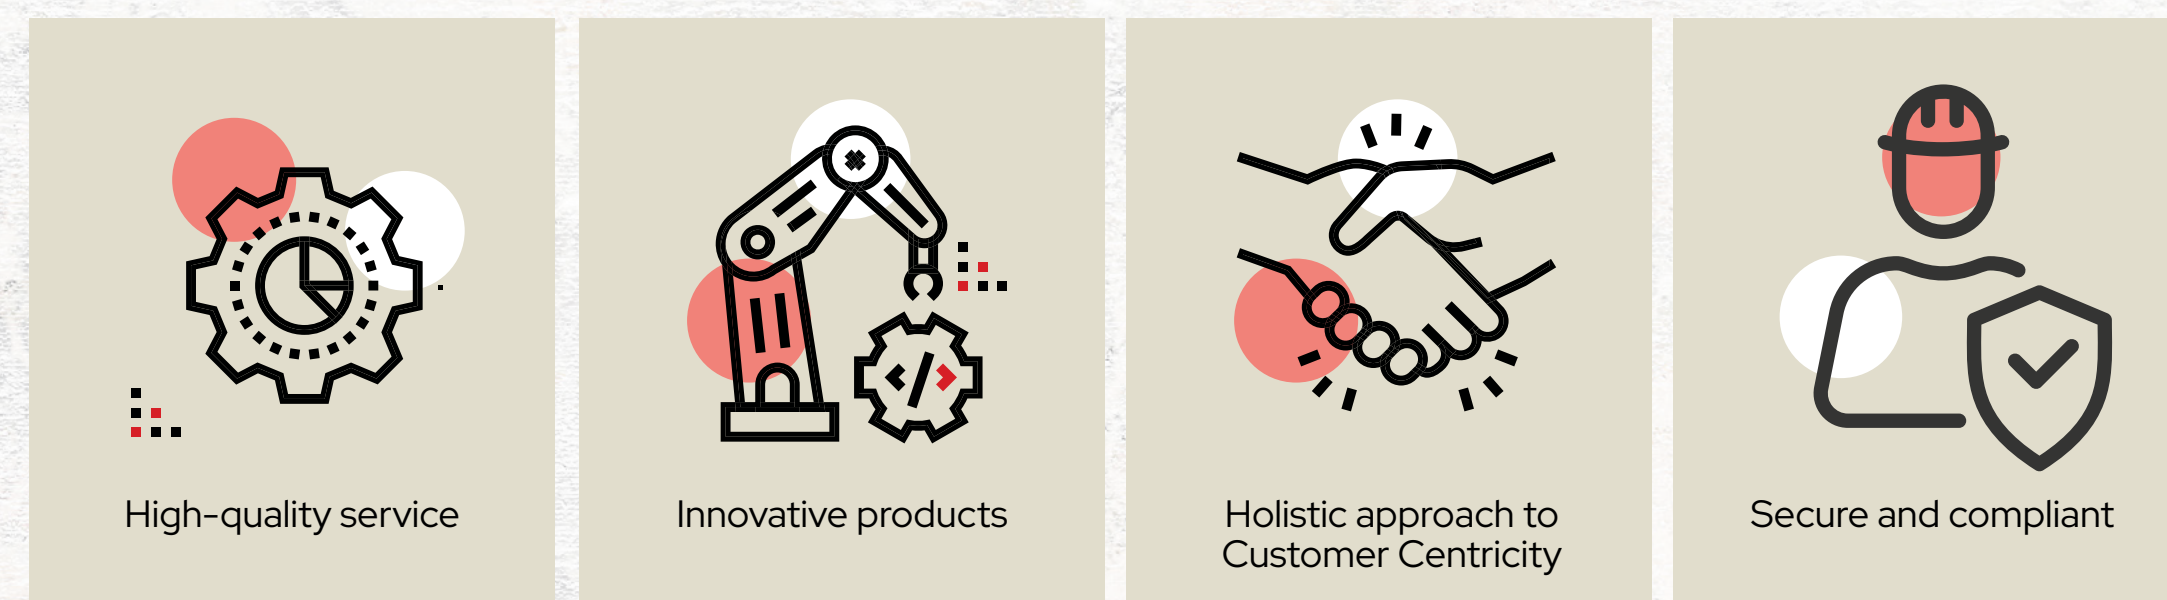 High-quality service
Innovative products
Holistic approach to
Customer Centricity
Secure and compliant